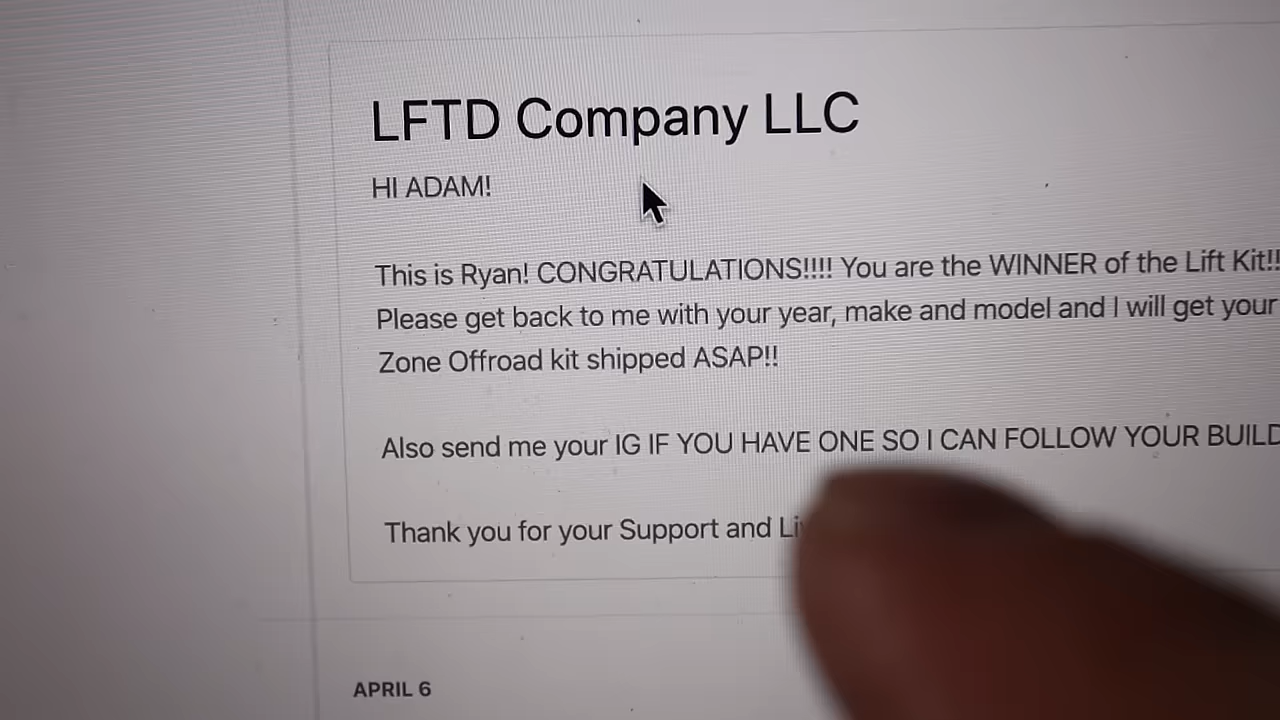 LFTD Company LLC
HI ADAM!
This is Ryan! CONGRATULATIONS!!!! You are the WINNER of the Lift Kit!!
Please get back to me with your year, make and model and I will get your
Zone Offroad kit shipped ASAP!!
Also send me your IG IF YOU HAVE ONE SO I CAN FOLLOW YOUR BUILD
Thank you for your Support and
APRIL 6